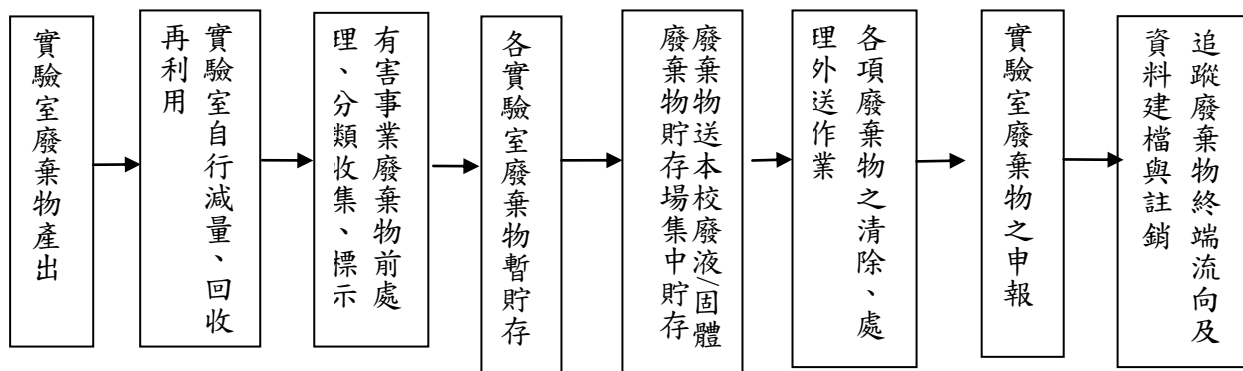 實驗室廢棄物產出
實驗室自行減量、回收
再利用
有害事業廢棄物前處
理、分類收集、標示
各實驗室廢棄物暫貯存
廢棄物送本校廢液/固體
廢棄物貯存場集中貯存
各項廢棄物之清除、處
理外送作業
實驗室廢棄物之申報
追蹤廢棄物終端流向及
資料建檔與註銷